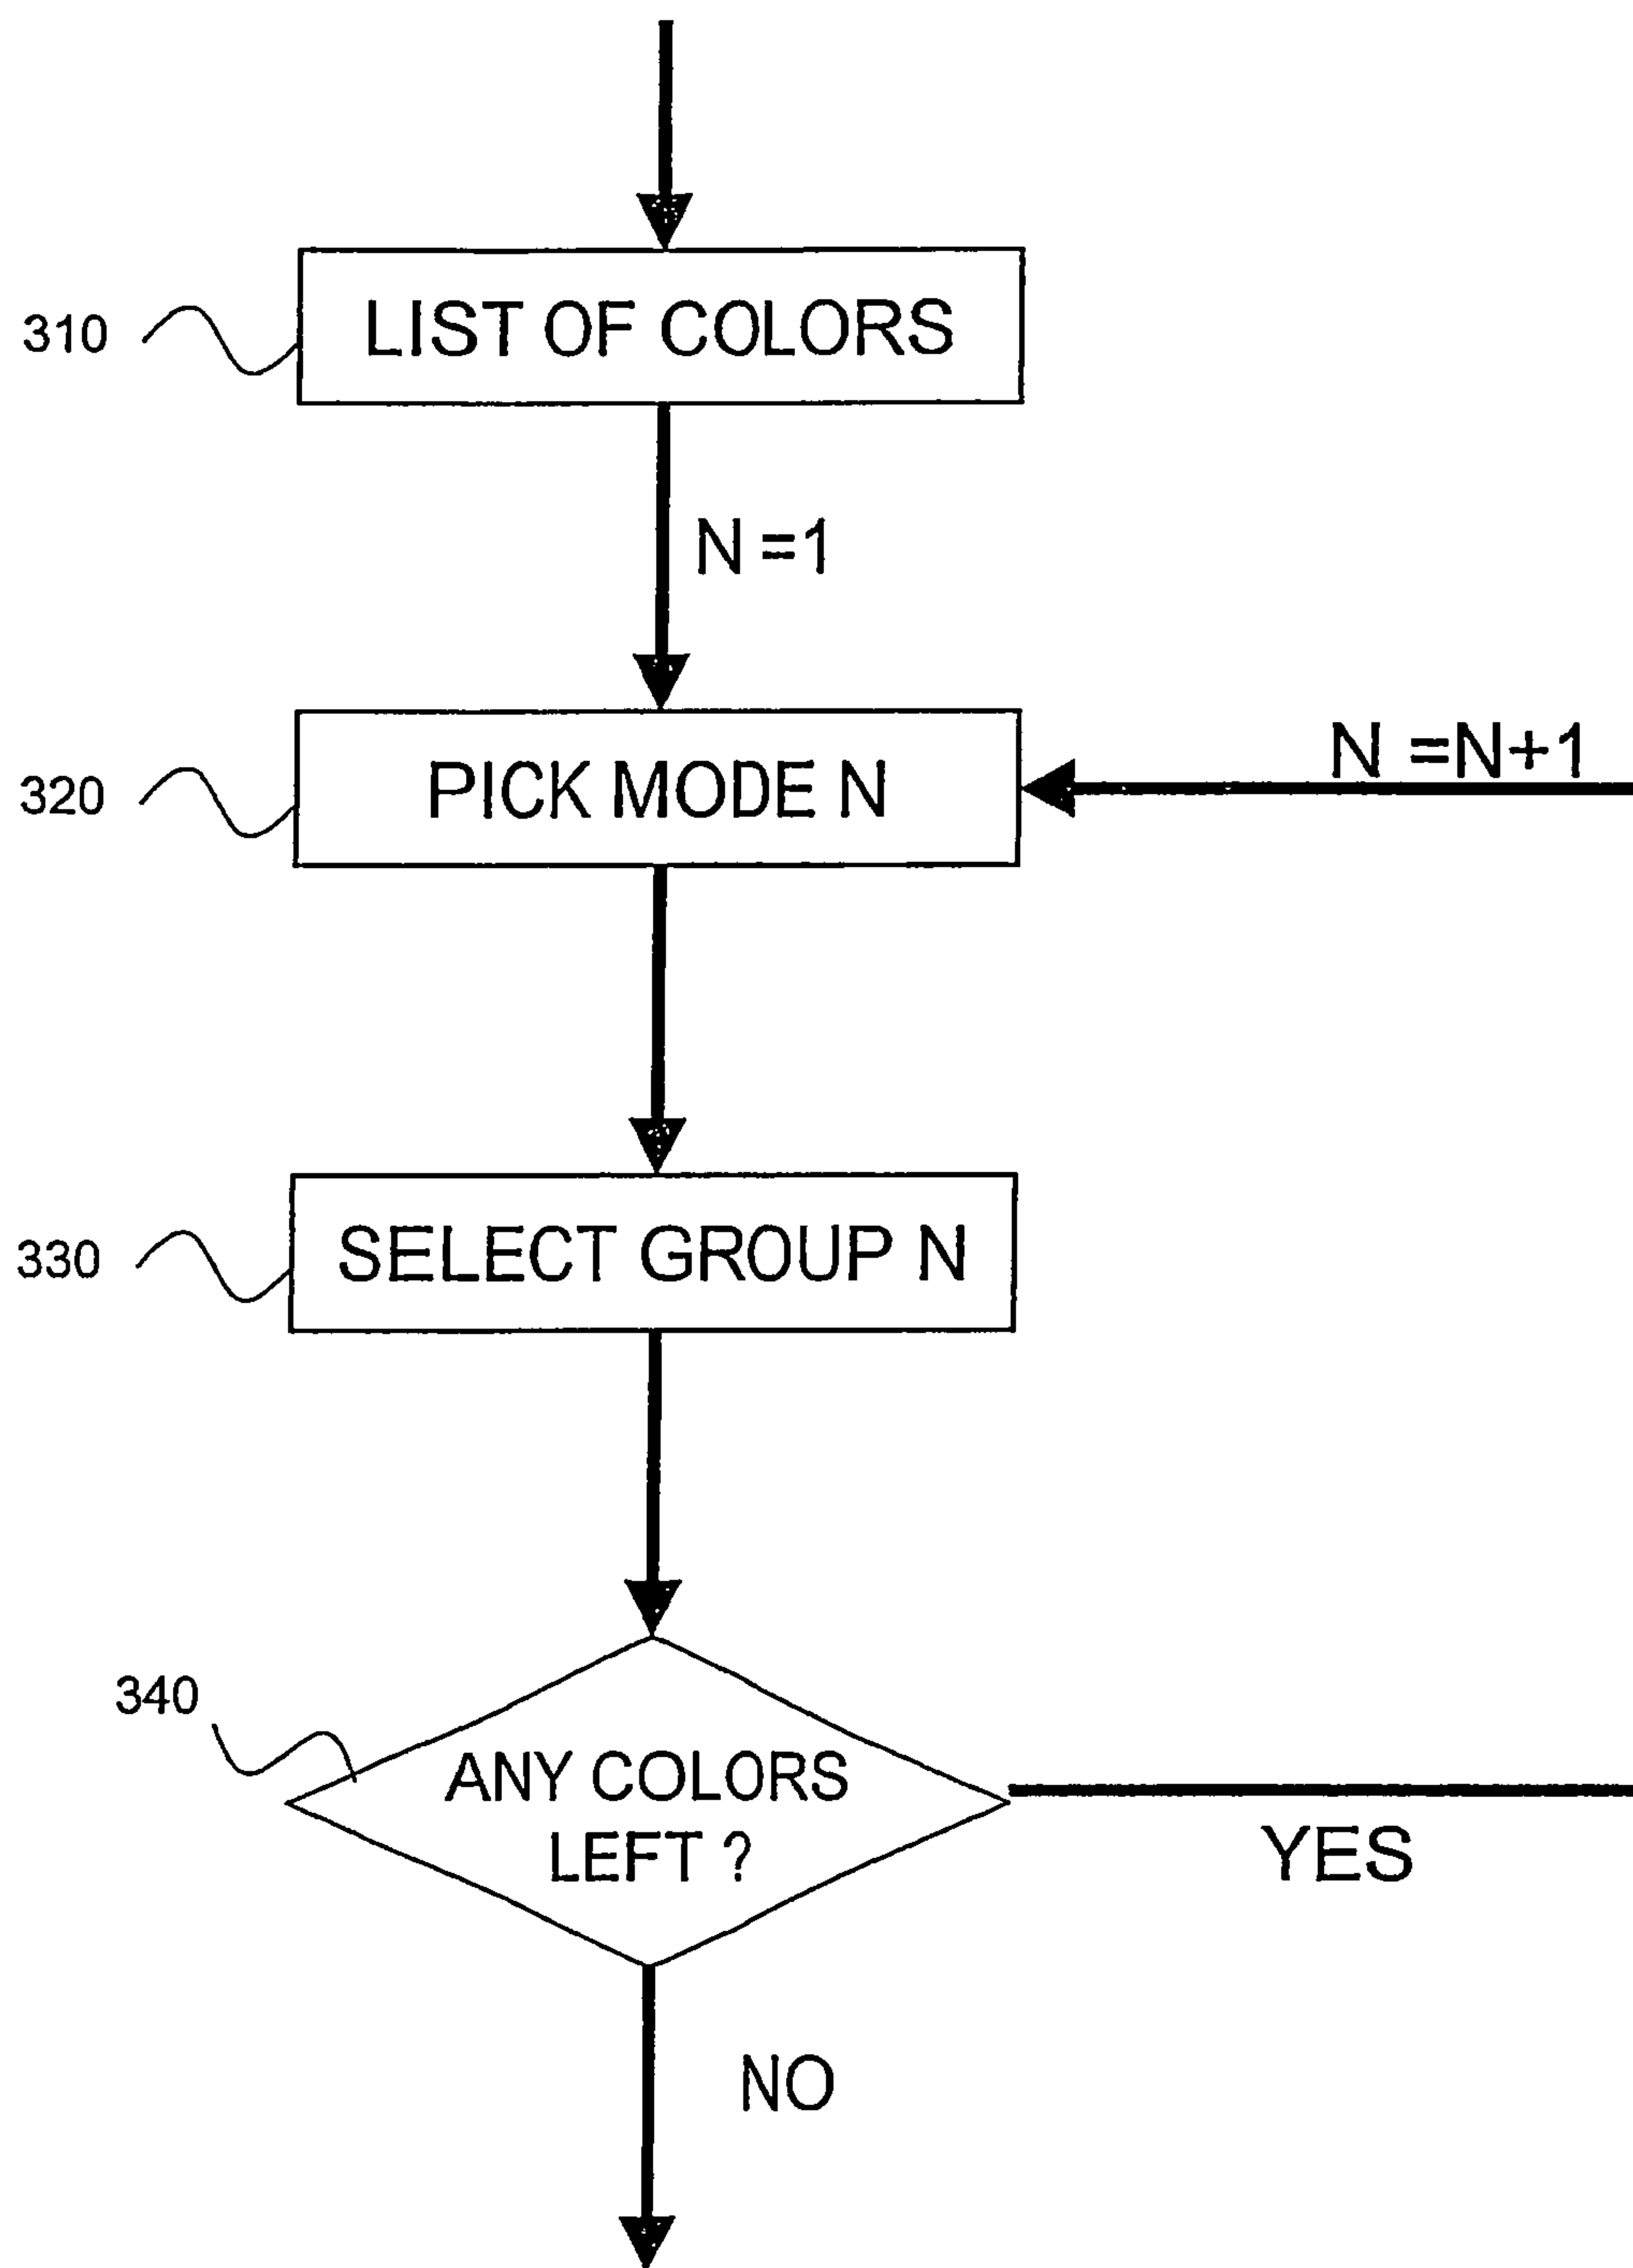 310
LIST OF COLORS
N =1
N =N+1
320
PICK MODE N
330
SELECT GROUP N
340
ANY COLORS
LEFT ?
YES
NO